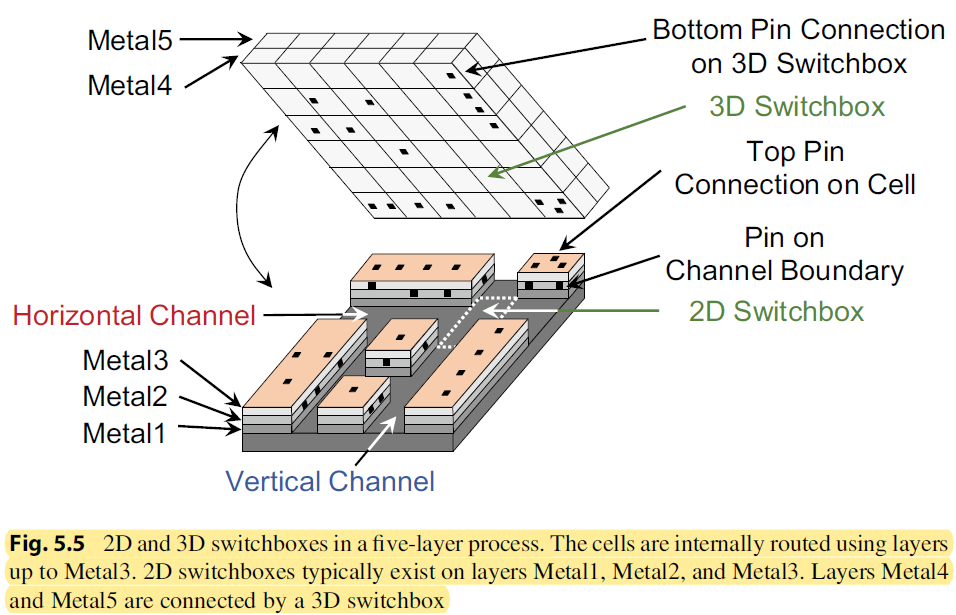 Metal5
Metal4
Bottom Pin Connection
on 3D Switchbox
3D Switchbox
Top Pin
Connection on Cell
Pin on
Channel Boundary
Horizontal Channel
2D Switchbox
Metal3
Metal2
Metal1
Vertical Channel
Fig. 5.5 2D and 3D switchboxes in a five-layer process. The cells are internally routed using layers
up to Metal3. 2D switchboxes typically exist on layers Metal1, Metal2, and Metal3. Layers Metal4
and Metal5 are connected by a 3D switchbox